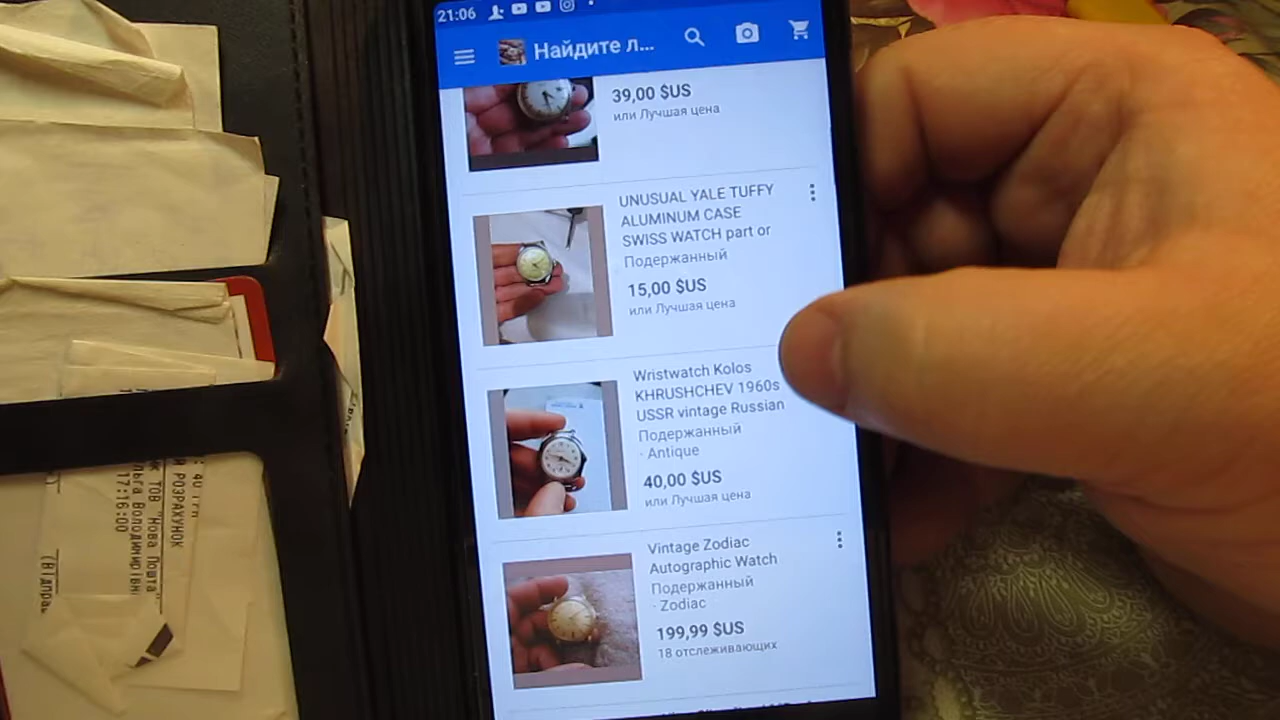 21:06
Найдите л...
39,00 $US
или Лучшая цена
UNUSUAL YALE TUFFY
ALUMINUM CASE
SWISS WATCH part or
Подержанный
15,00 $US
или Лучшая цена
Wristwatch Kolos
KHRUSHCHEV 1960s
USSR vintage Russian
Подержанный
· Antique
40,00 $US
или Лучшая цена
Vintage Zodiac
Autographic Watch
Подержанный
· Zodiac
199,99 $US
18 отслеживающих
РОЗРАХУНОК
ТОВ "Нова Пошта"
Володимирівн
17:16:00
(Відпра